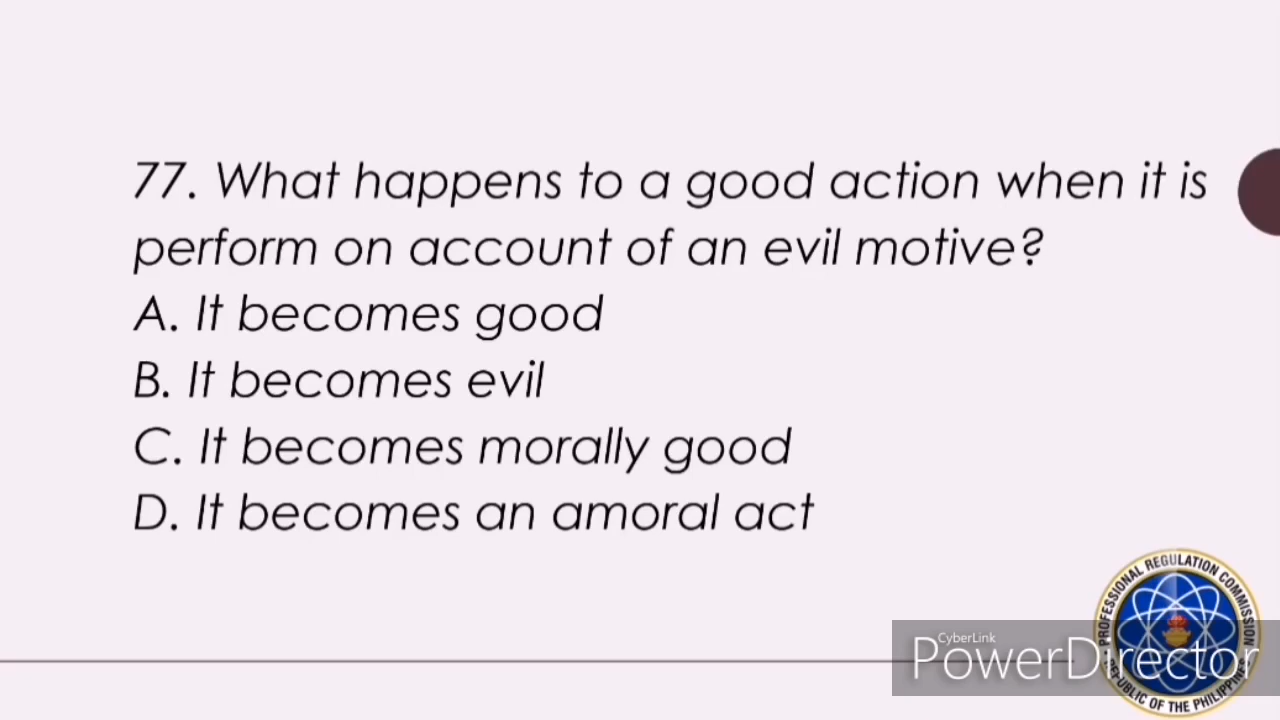 77. What happens to a good action when it is
perform on account of an evil motive?
A. It becomes good
B. It becomes evil
C. It becomes morally good
D. It becomes an amoral act
PROFESSIONAL REGULATION COMMISSION
CyberLink
PowerDirector
REPUBLIC OF THE PHILIPPINES